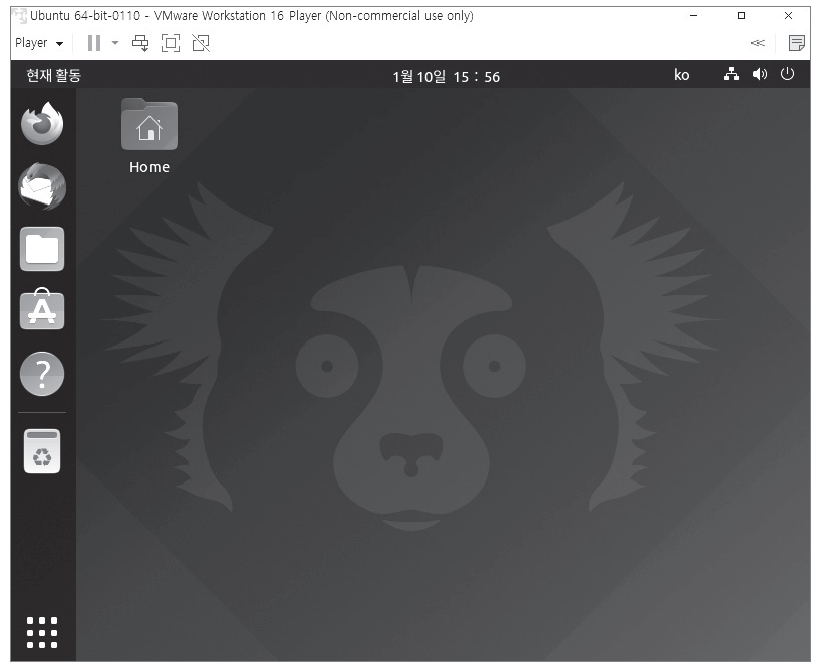 Ubuntu 64-bit-0110 - VMware Workstation 16 Player (Non-commercial use only)
Player
현재 활동
1월 10일 15 : 56
ko
Home